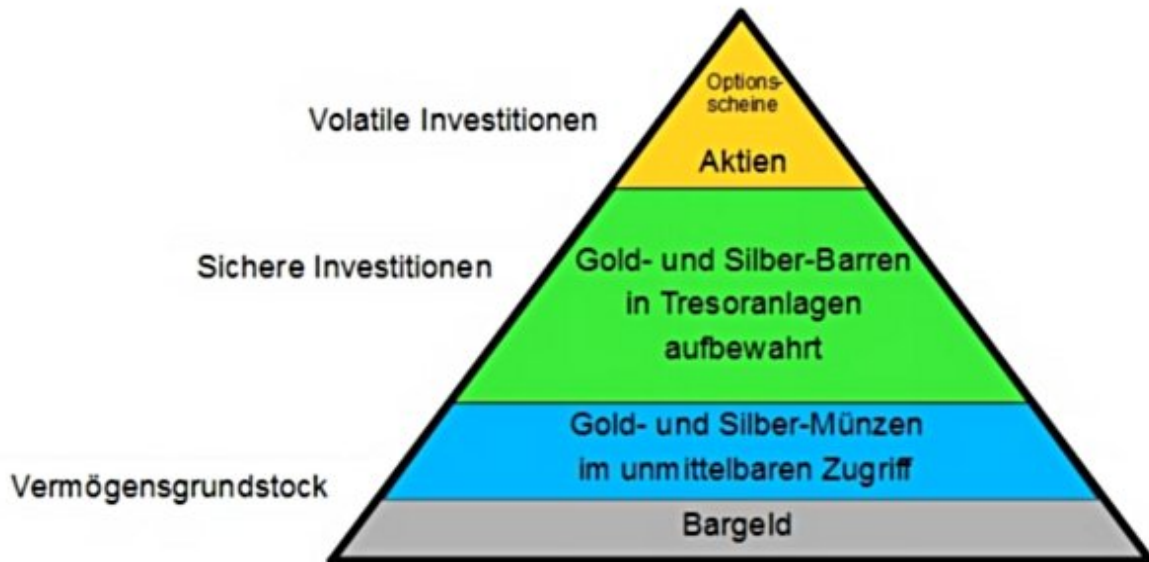 Options-
scheine
Volatile Investitionen
Aktien
Gold- und Silber-Barren
Sichere Investitionen
in Tresoranlagen
aufbewahrt
Gold- und Silber-Münzen
im unmittelbaren Zugriff
Vermögensgrundstock
Bargeld